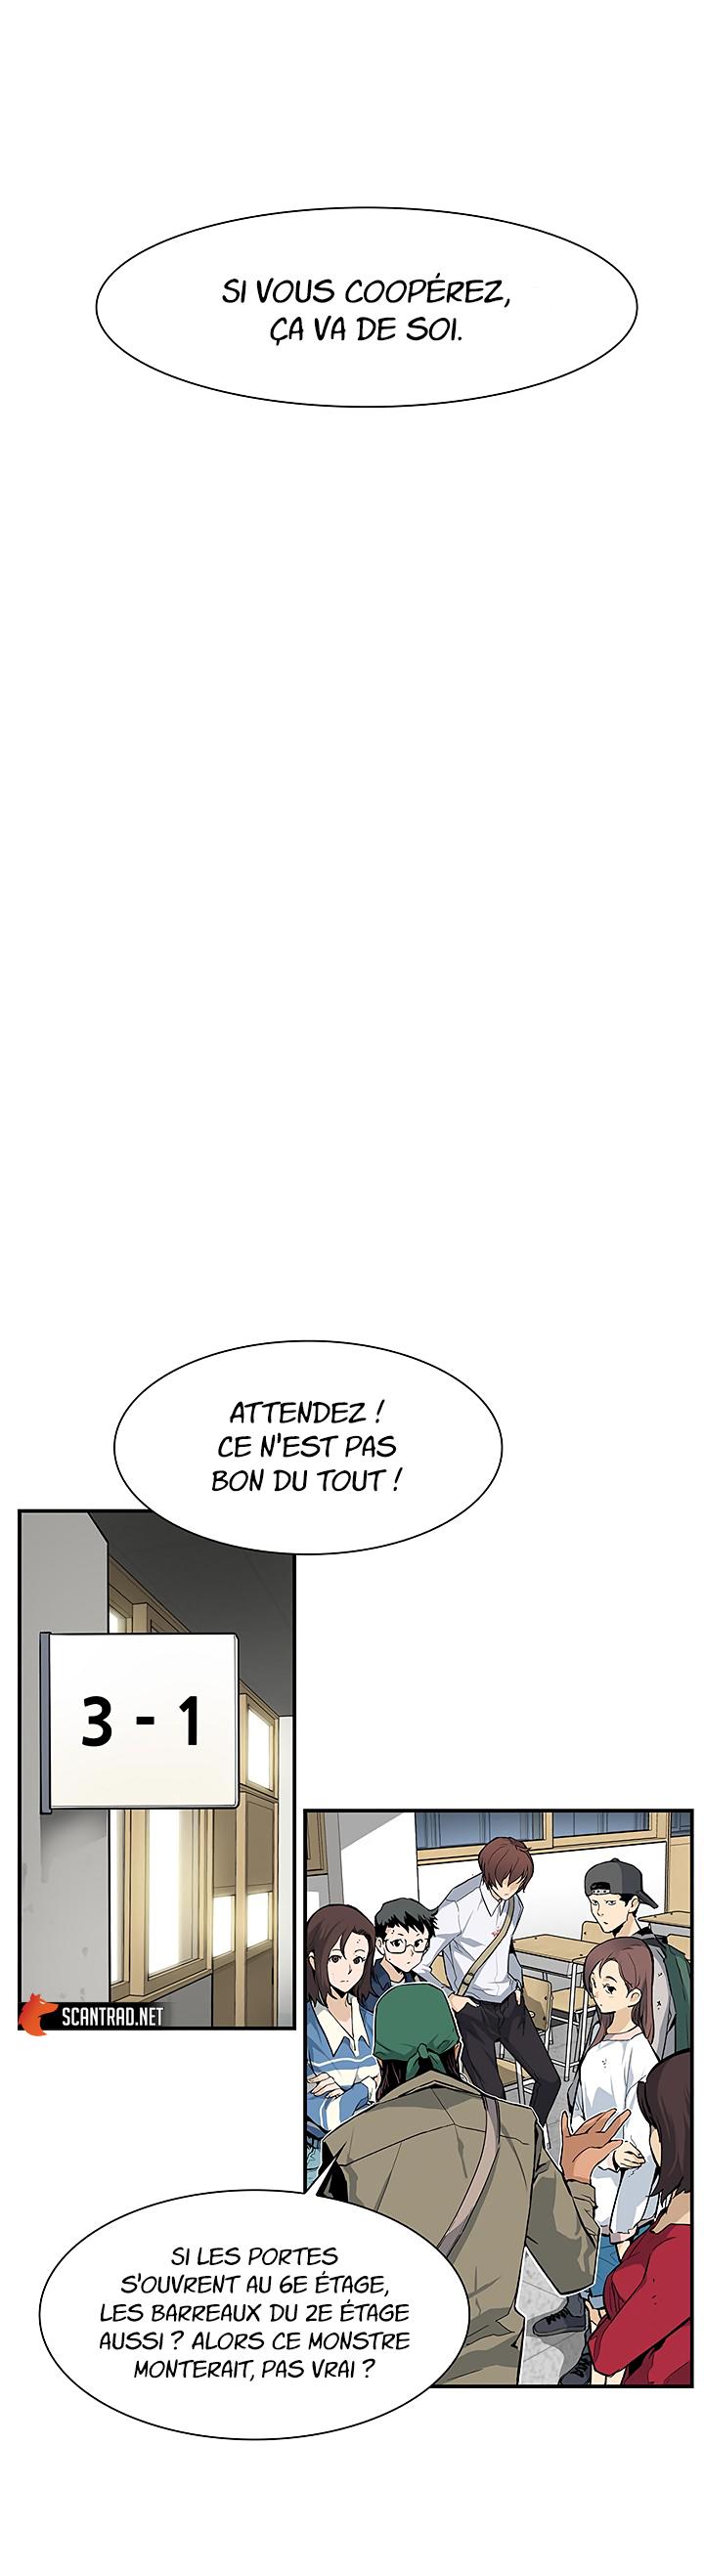 SI VOUS COOPÉREZ,
ÇA VA DE SOI.
ATTENDEZ !
CE N'EST PAS
BON DU TOUT !
3 - 1
SCANTRAD.NET
SI LES PORTES
S'OUVRENT AU 6E ÉTAGE,
LES BARREAUX DU 2E ÉTAGE
AUSSI ? ALORS CE MONSTRE
MONTERAIT, PAS VRAI ?